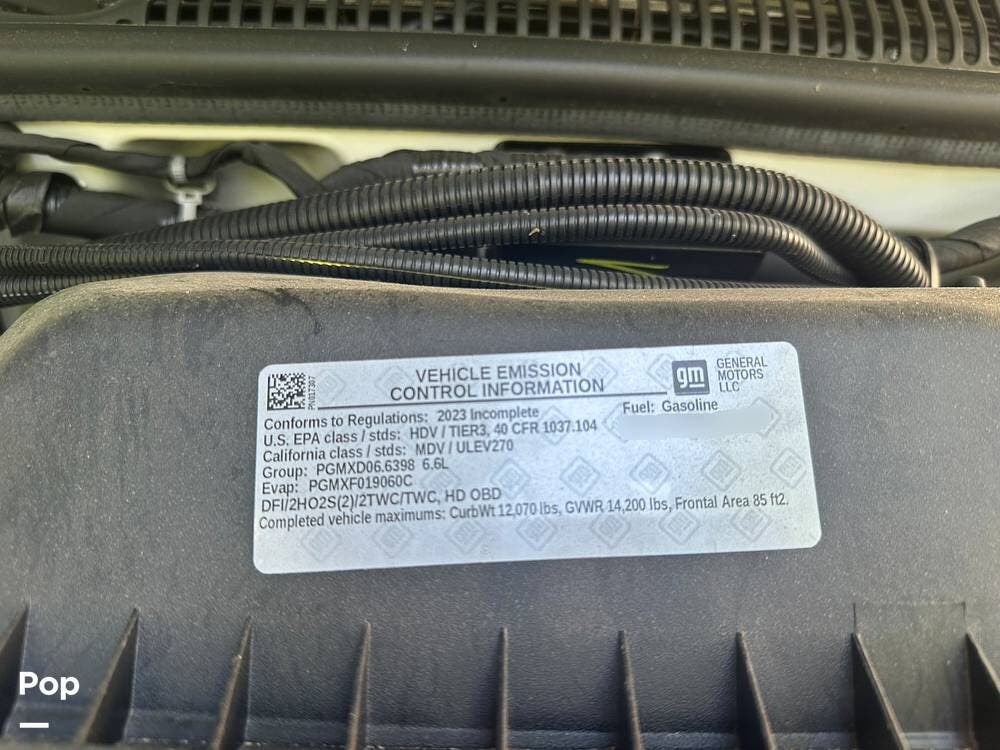 VEHICLE EMISSION
CONTROL INFORMATION
gm
GENERAL
MOTORS
LLC
PN017307
Conforms to Regulations: 2023 Incomplete
Fuel: Gasoline
U.S. EPA class / stds: HDV / TIER3, 40 CFR 1037.104
California class / stds: MDV / ULEV270
Group: PGMXD06.6398 6.6L
Evap: PGMXF019060C
DFI/2HO2S(2)/2TWC/TWC, HD OBD
Completed vehicle maximums: CurbWt 12,070 lbs, GVWR 14,200 lbs, Frontal Area 85 ft2.
Pop